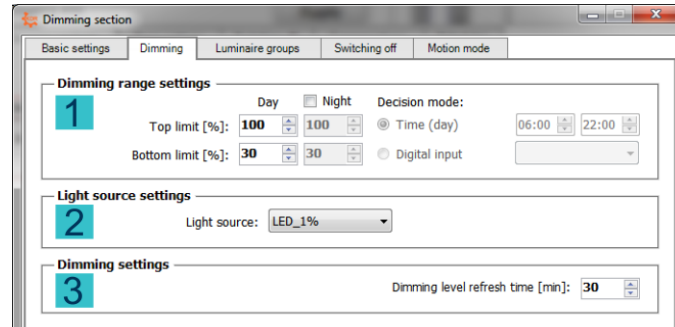 Dimming section
Basic settings Dimming Luminaire groups Switching off Motion mode
Dimming range settings
1
Day Night Decision mode:
Top limit [%]: 100 100 Time (day) 06:00 22:00
Bottom limit [%]: 30 30 Digital input
Light source settings
2
Light source: LED_1%
Dimming settings
3
Dimming level refresh time [min]: 30